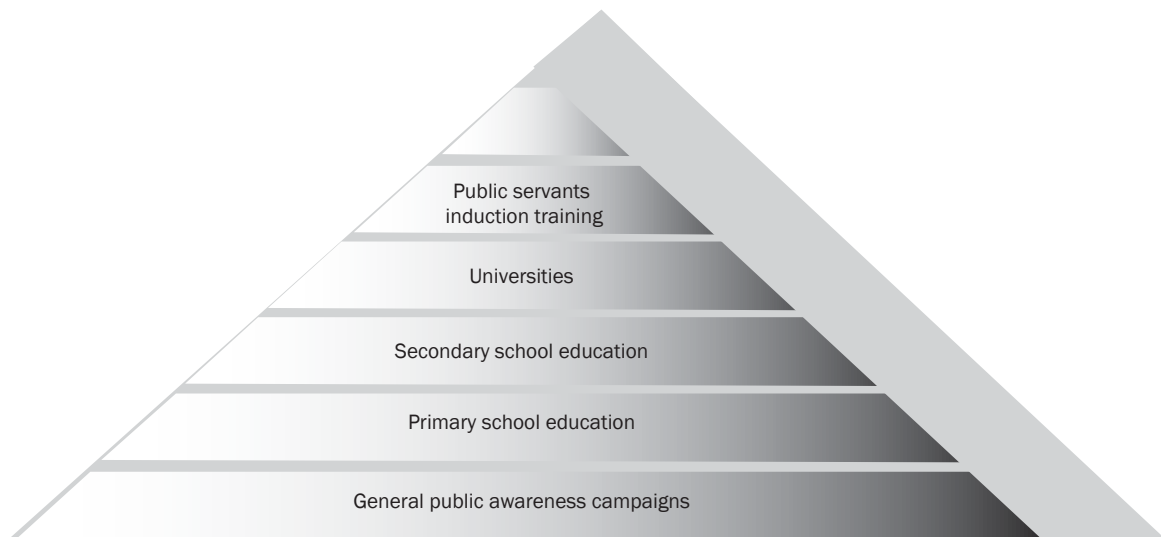 Public servants
induction training
Universities
Secondary school education
Primary school education
General public awareness campaigns